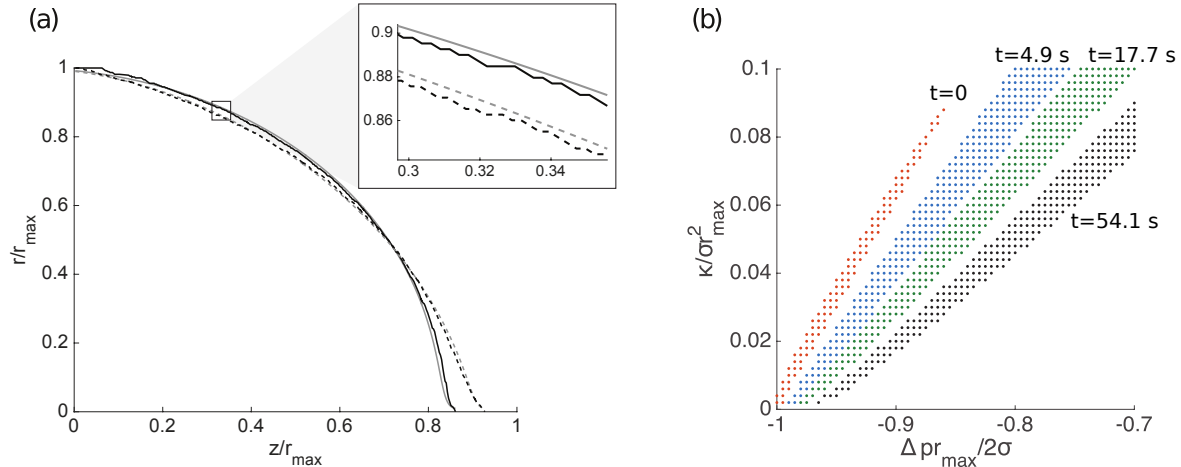 (a)
1
0.8
0.6
0.4
0.2
0
r/r_max
0 0.2 0.4 0.6 0.8 1
z/r_max
0.9
0.88
0.86
0.3 0.32 0.34
(b)
0.1
0.08
0.06
0.04
0.02
0
κ/σr²_max
t=0
t=4.9 s
t=17.7 s
t=54.1 s
-1 -0.9 -0.8 -0.7
Δpr_max/2σ